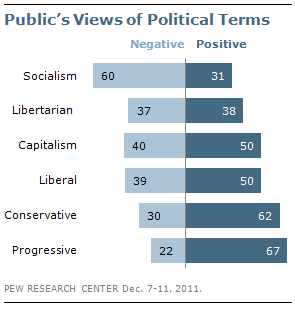 Public's Views of Political Terms
Negative Positive
Socialism 60 31
Libertarian 37 38
Capitalism 40 50
Liberal 39 50
Conservative 30 62
Progressive 22 67
PEW RESEARCH CENTER Dec. 7-11, 2011.